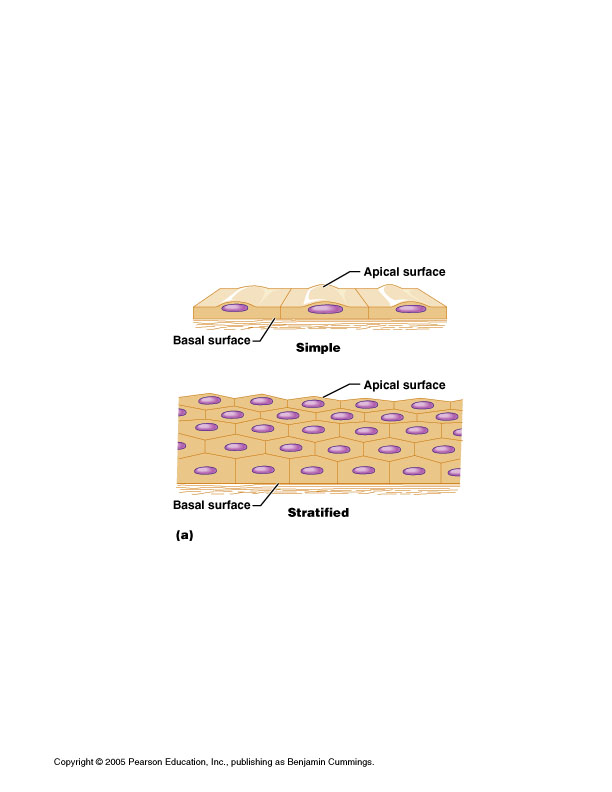 Apical surface
Basal surface
Simple
Apical surface
Basal surface
Stratified
(a)
Copyright © 2005 Pearson Education, Inc., publishing as Benjamin Cummings.